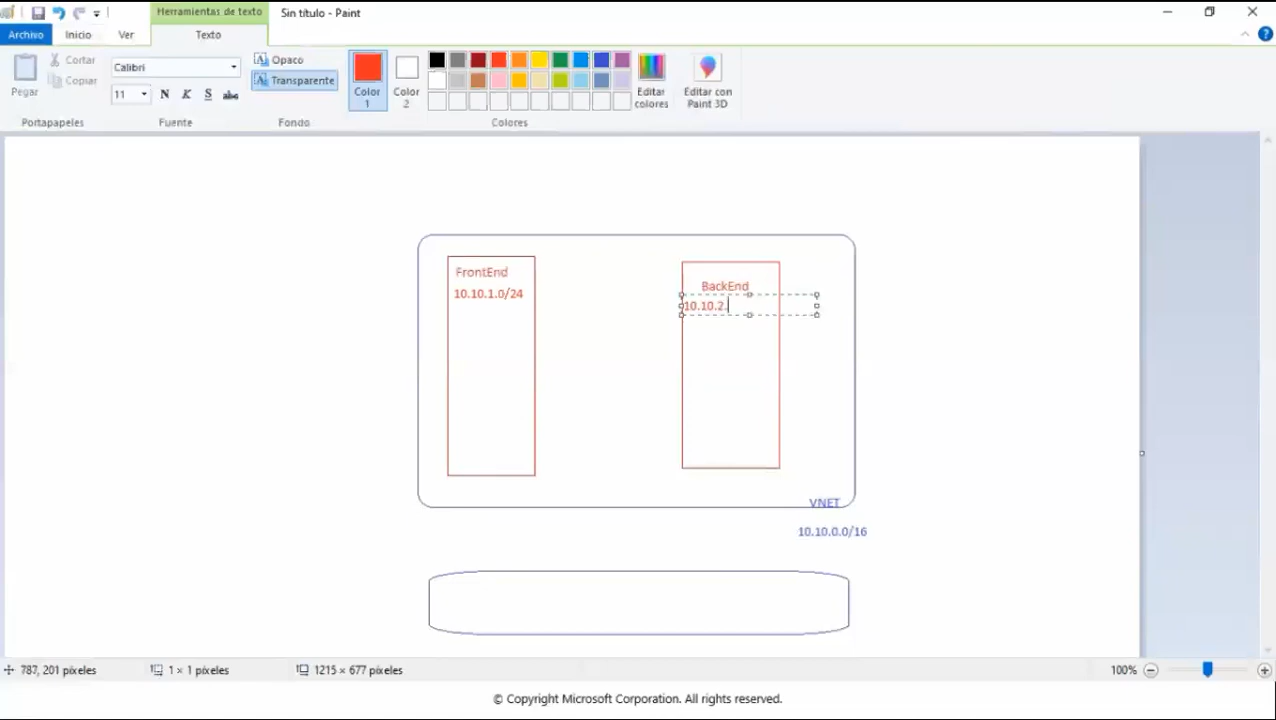 Herramientas de texto
Sin título - Paint
Archivo
Inicio
Ver
Texto
Pegar
Cortar
Copiar
Portapapeles
Calibri
11
N K S abc
Fuente
Opaco
Transparente
Fondo
Color 1
Color 2
Editar colores
Editar con Paint 3D
Colores
FrontEnd
10.10.1.0/24
BackEnd
10.10.2.
VNET
10.10.0.0/16
787, 201 píxeles
1 × 1 píxeles
1215 × 677 píxeles
100%
© Copyright Microsoft Corporation. All rights reserved.